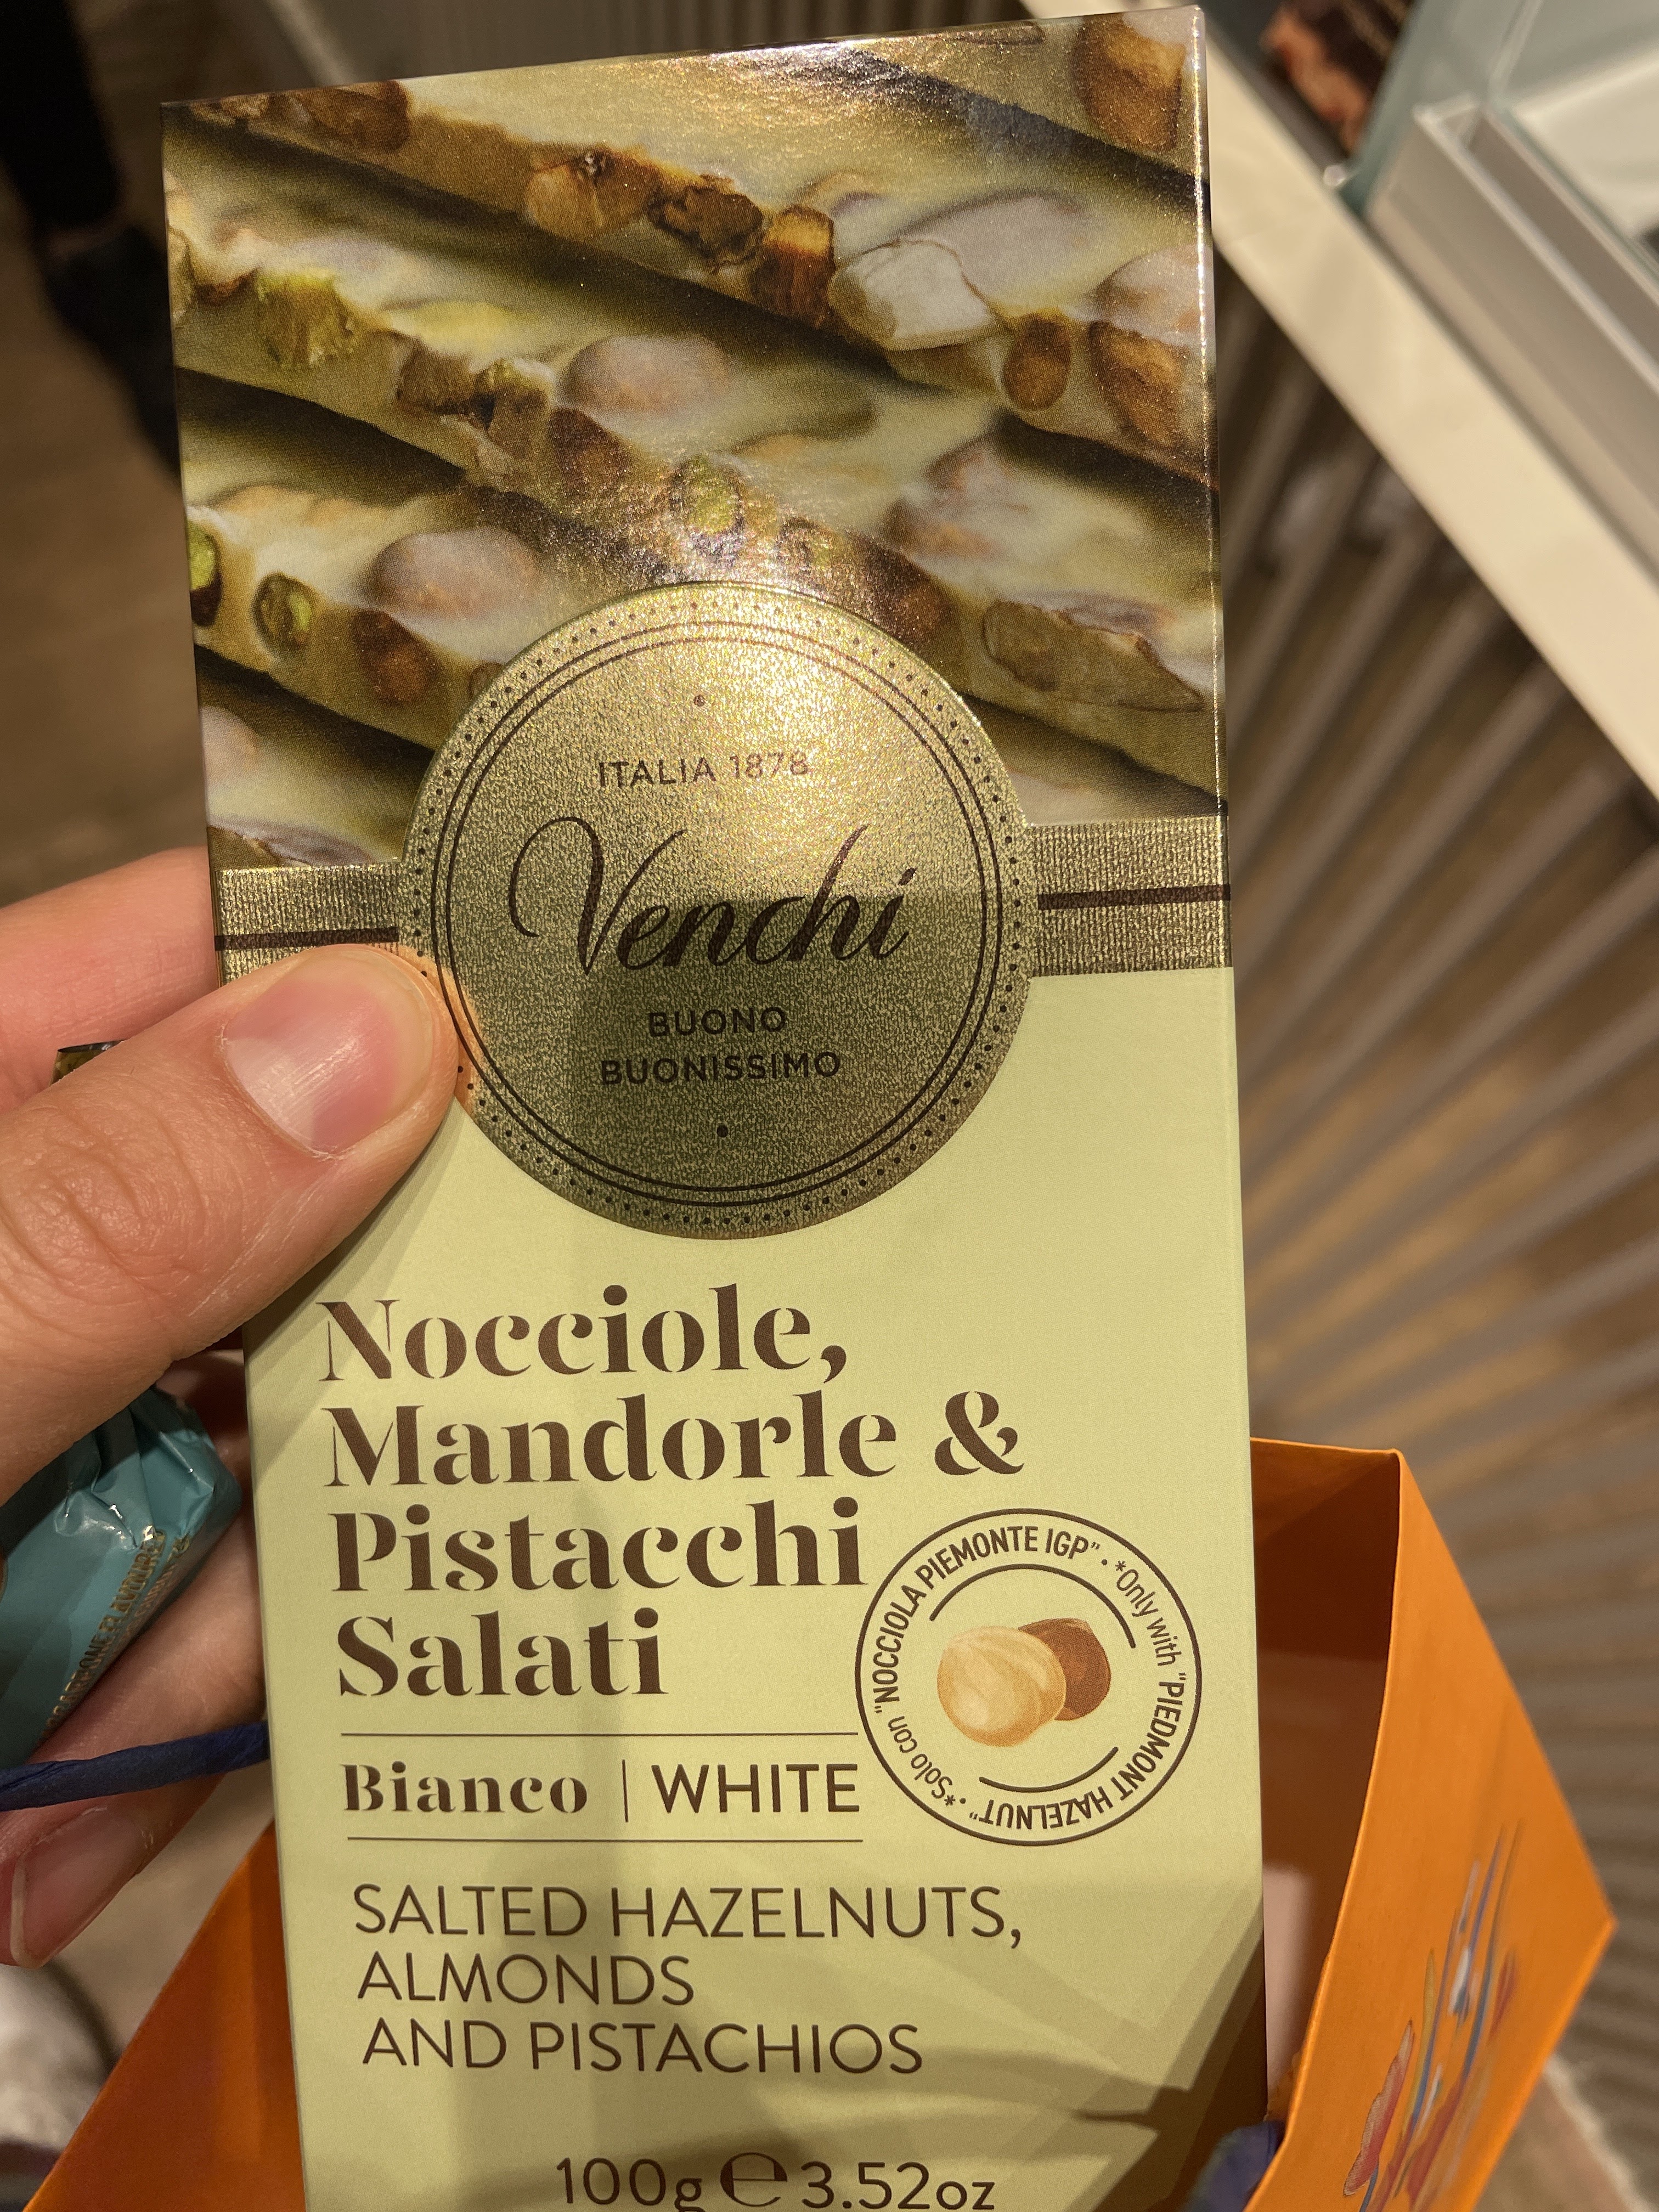 ITALIA 1878
Venchi
BUONO
BUONISSIMO
Nocciole,
Mandorle &
Pistacchi
Salati
*Solo con "NOCCIOLA PIEMONTE IGP" · *Only with "PIEDMONT HAZELNUT" ·
Bianco | WHITE
SALTED HAZELNUTS,
ALMONDS
AND PISTACHIOS
100g ℮ 3.52oz